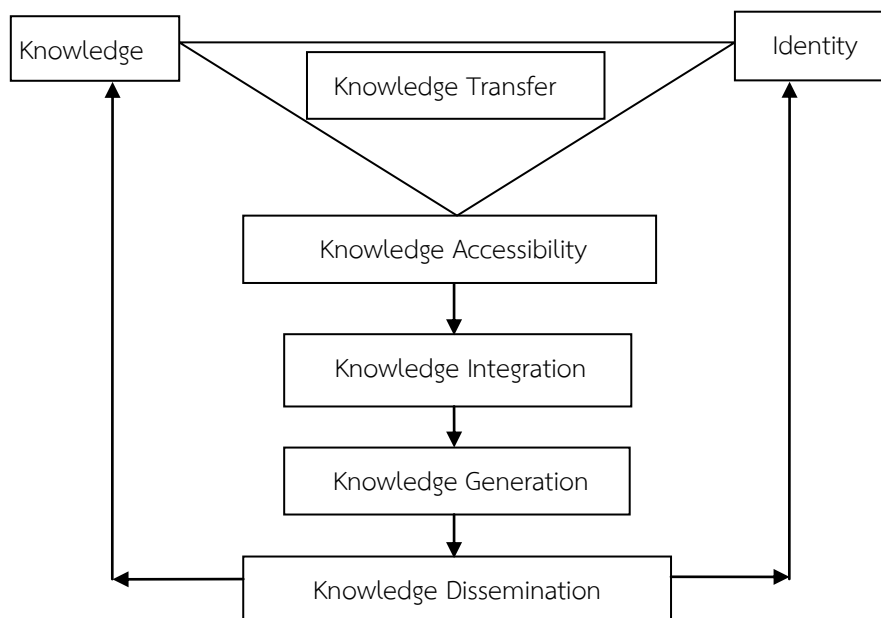 Knowledge
Identity
Knowledge Transfer
Knowledge Accessibility
Knowledge Integration
Knowledge Generation
Knowledge Dissemination